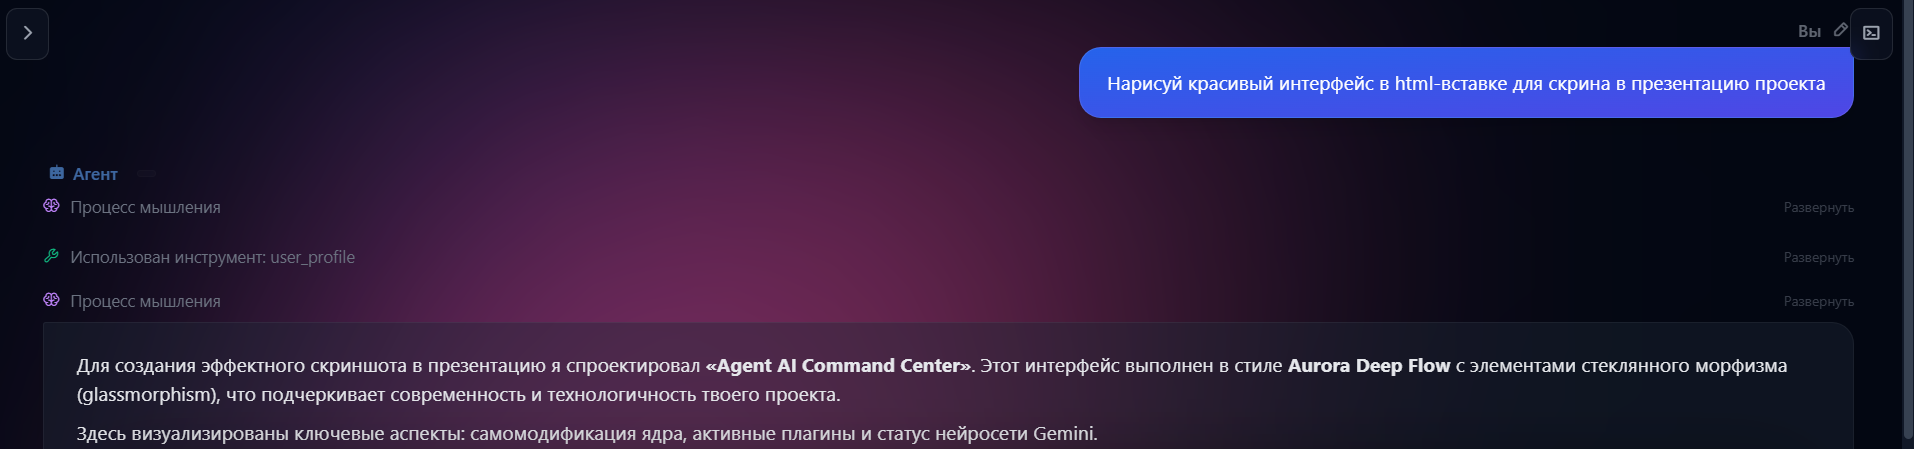 Вы
Нарисуй красивый интерфейс в html-вставке для скрина в презентацию проекта
Агент
Процесс мышления
Развернуть
Использован инструмент: user_profile
Развернуть
Процесс мышления
Развернуть
Для создания эффектного скриншота в презентацию я спроектировал «Agent AI Command Center». Этот интерфейс выполнен в стиле Aurora Deep Flow с элементами стеклянного морфизма
(glassmorphism), что подчеркивает современность и технологичность твоего проекта.
Здесь визуализированы ключевые аспекты: самомодификация ядра, активные плагины и статус нейросети Gemini.